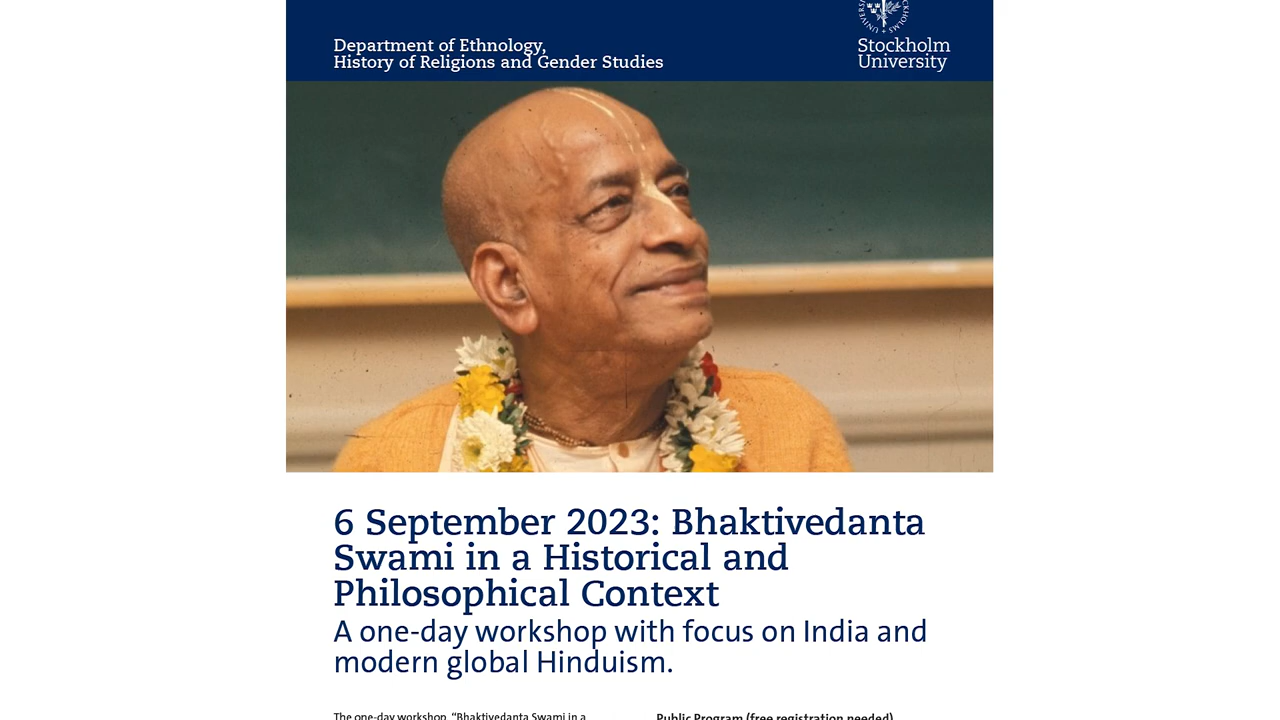 Department of Ethnology,
History of Religions and Gender Studies
Stockholm
University
6 September 2023: Bhaktivedanta
Swami in a Historical and
Philosophical Context
A one-day workshop with focus on India and
modern global Hinduism.
The one-day workshop, “Bhaktivedanta Swami in a
Public Program (free registration needed)